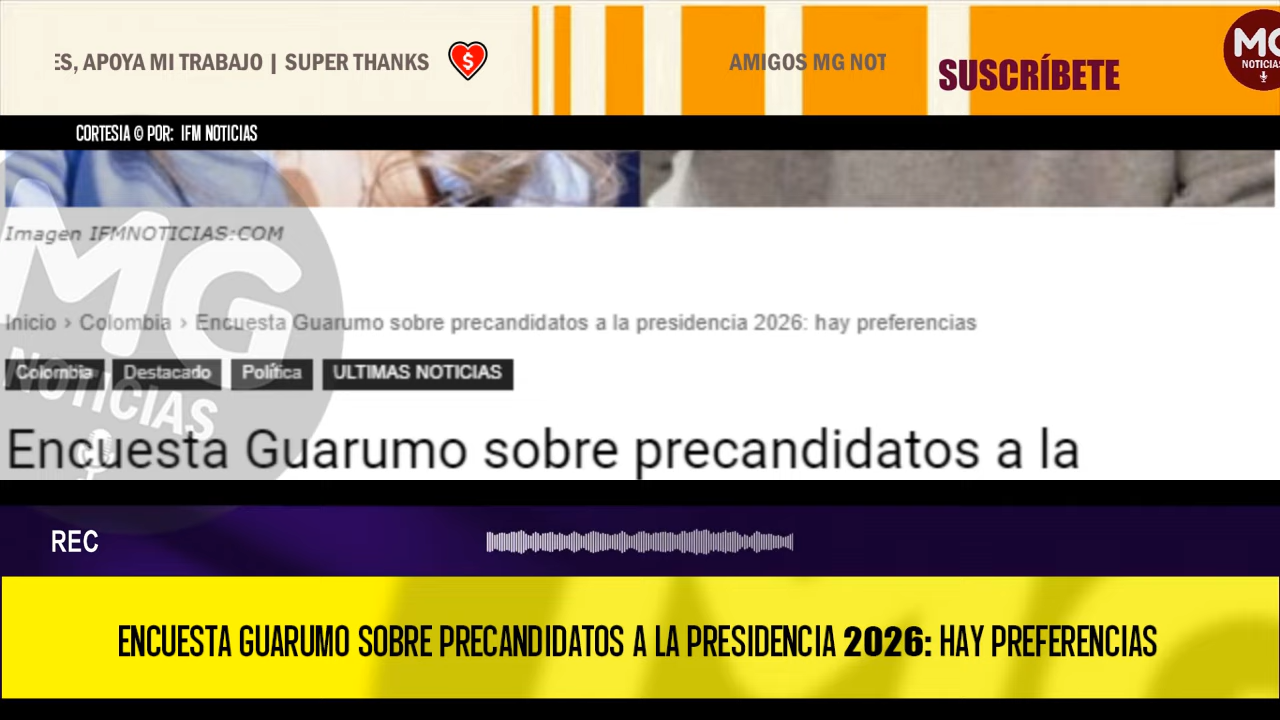 ES, APOYA MI TRABAJO | SUPER THANKS
AMIGOS MG NOT
SUSCRÍBETE
MG
NOTICIAS
CORTESIA © POR: IFM NOTICIAS
Imagen IFMNOTICIAS:COM
MG
NOTICIAS
Inicio › Colombia › Encuesta Guarumo sobre precandidatos a la presidencia 2026: hay preferencias
Colombia Destacado Política ULTIMAS NOTICIAS
Encuesta Guarumo sobre precandidatos a la
REC
ENCUESTA GUARUMO SOBRE PRECANDIDATOS A LA PRESIDENCIA 2026: HAY PREFERENCIAS